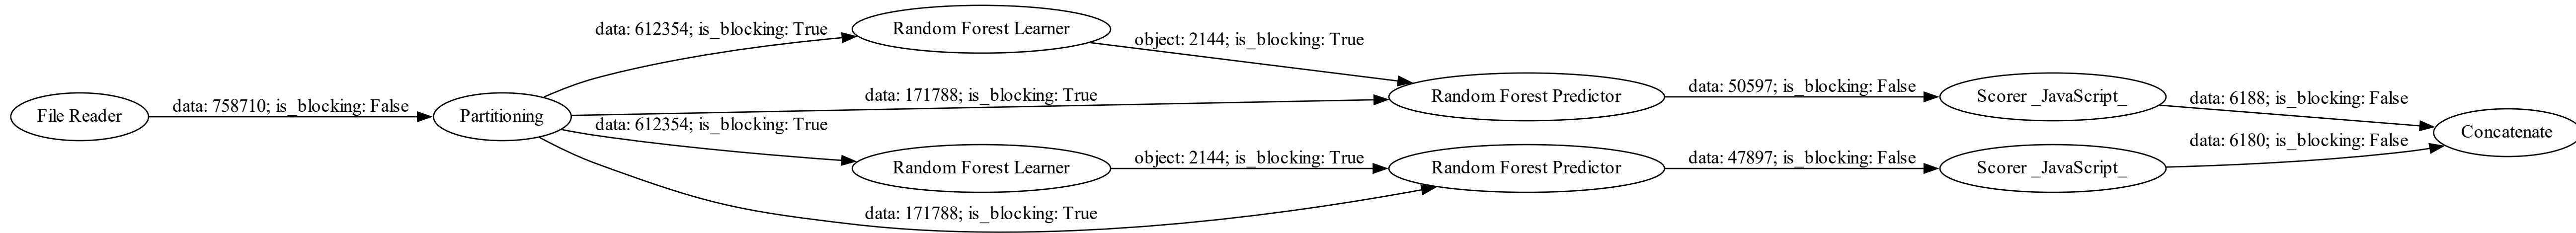 File Reader
data: 758710; is_blocking: False
Partitioning
data: 612354; is_blocking: True
Random Forest Learner
object: 2144; is_blocking: True
data: 171788; is_blocking: True
Random Forest Predictor
data: 50597; is_blocking: False
Scorer _JavaScript_
data: 6188; is_blocking: False
data: 612354; is_blocking: True
Random Forest Learner
object: 2144; is_blocking: True
data: 171788; is_blocking: True
Random Forest Predictor
data: 47897; is_blocking: False
Scorer _JavaScript_
data: 6180; is_blocking: False
Concatenate